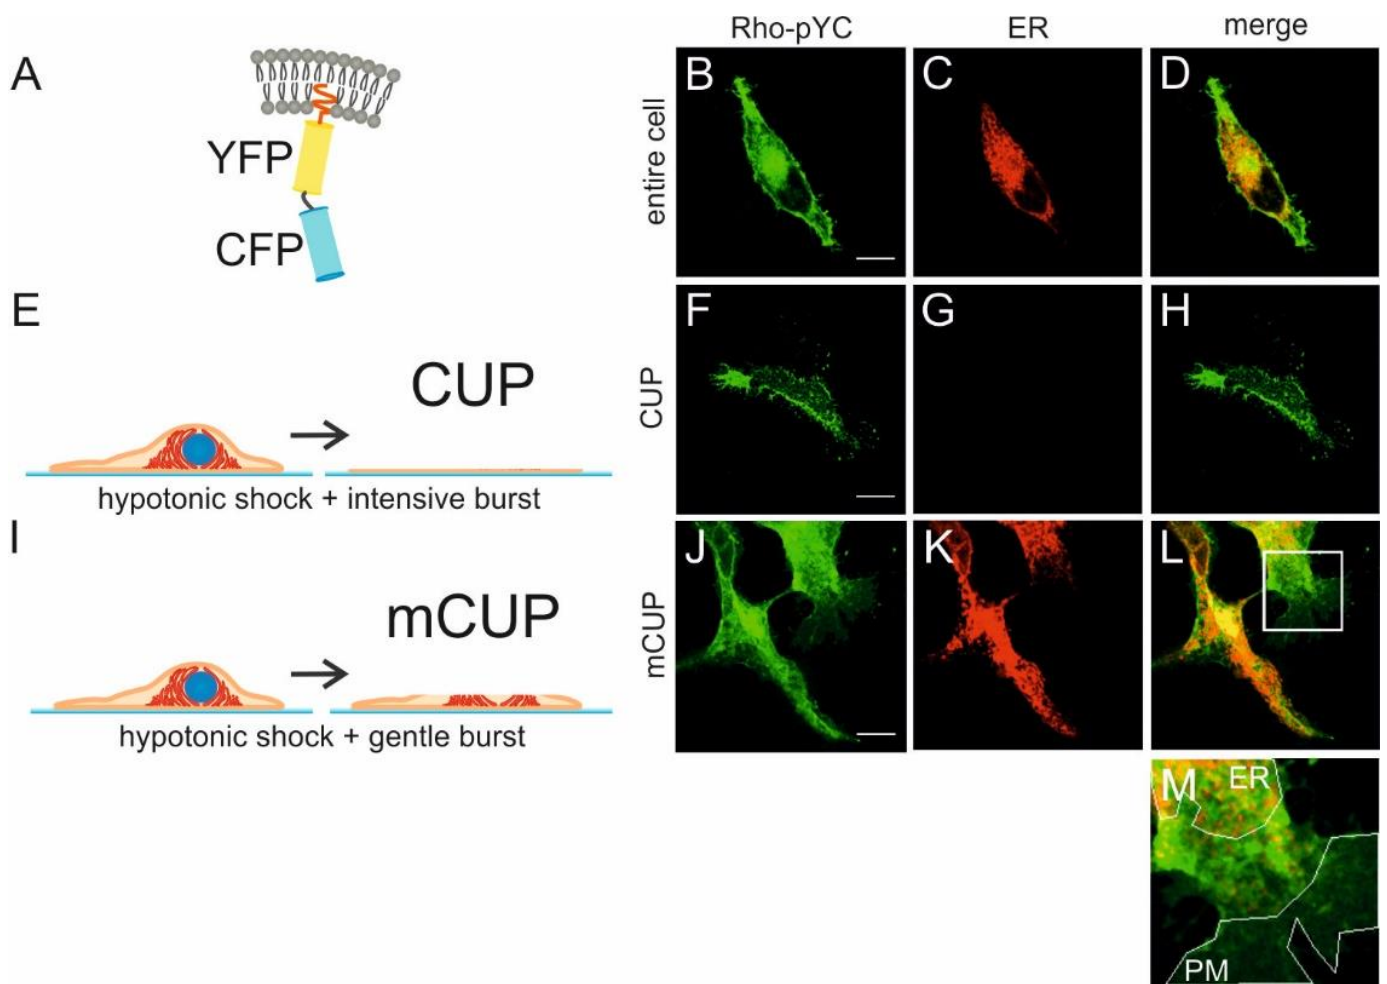 Rho-pYC ER merge
A
YFP
CFP
entire cell
B C D
E
CUP
hypotonic shock + intensive burst
CUP
F G H
I
mCUP
hypotonic shock + gentle burst
mCUP
J K L
M ER
PM